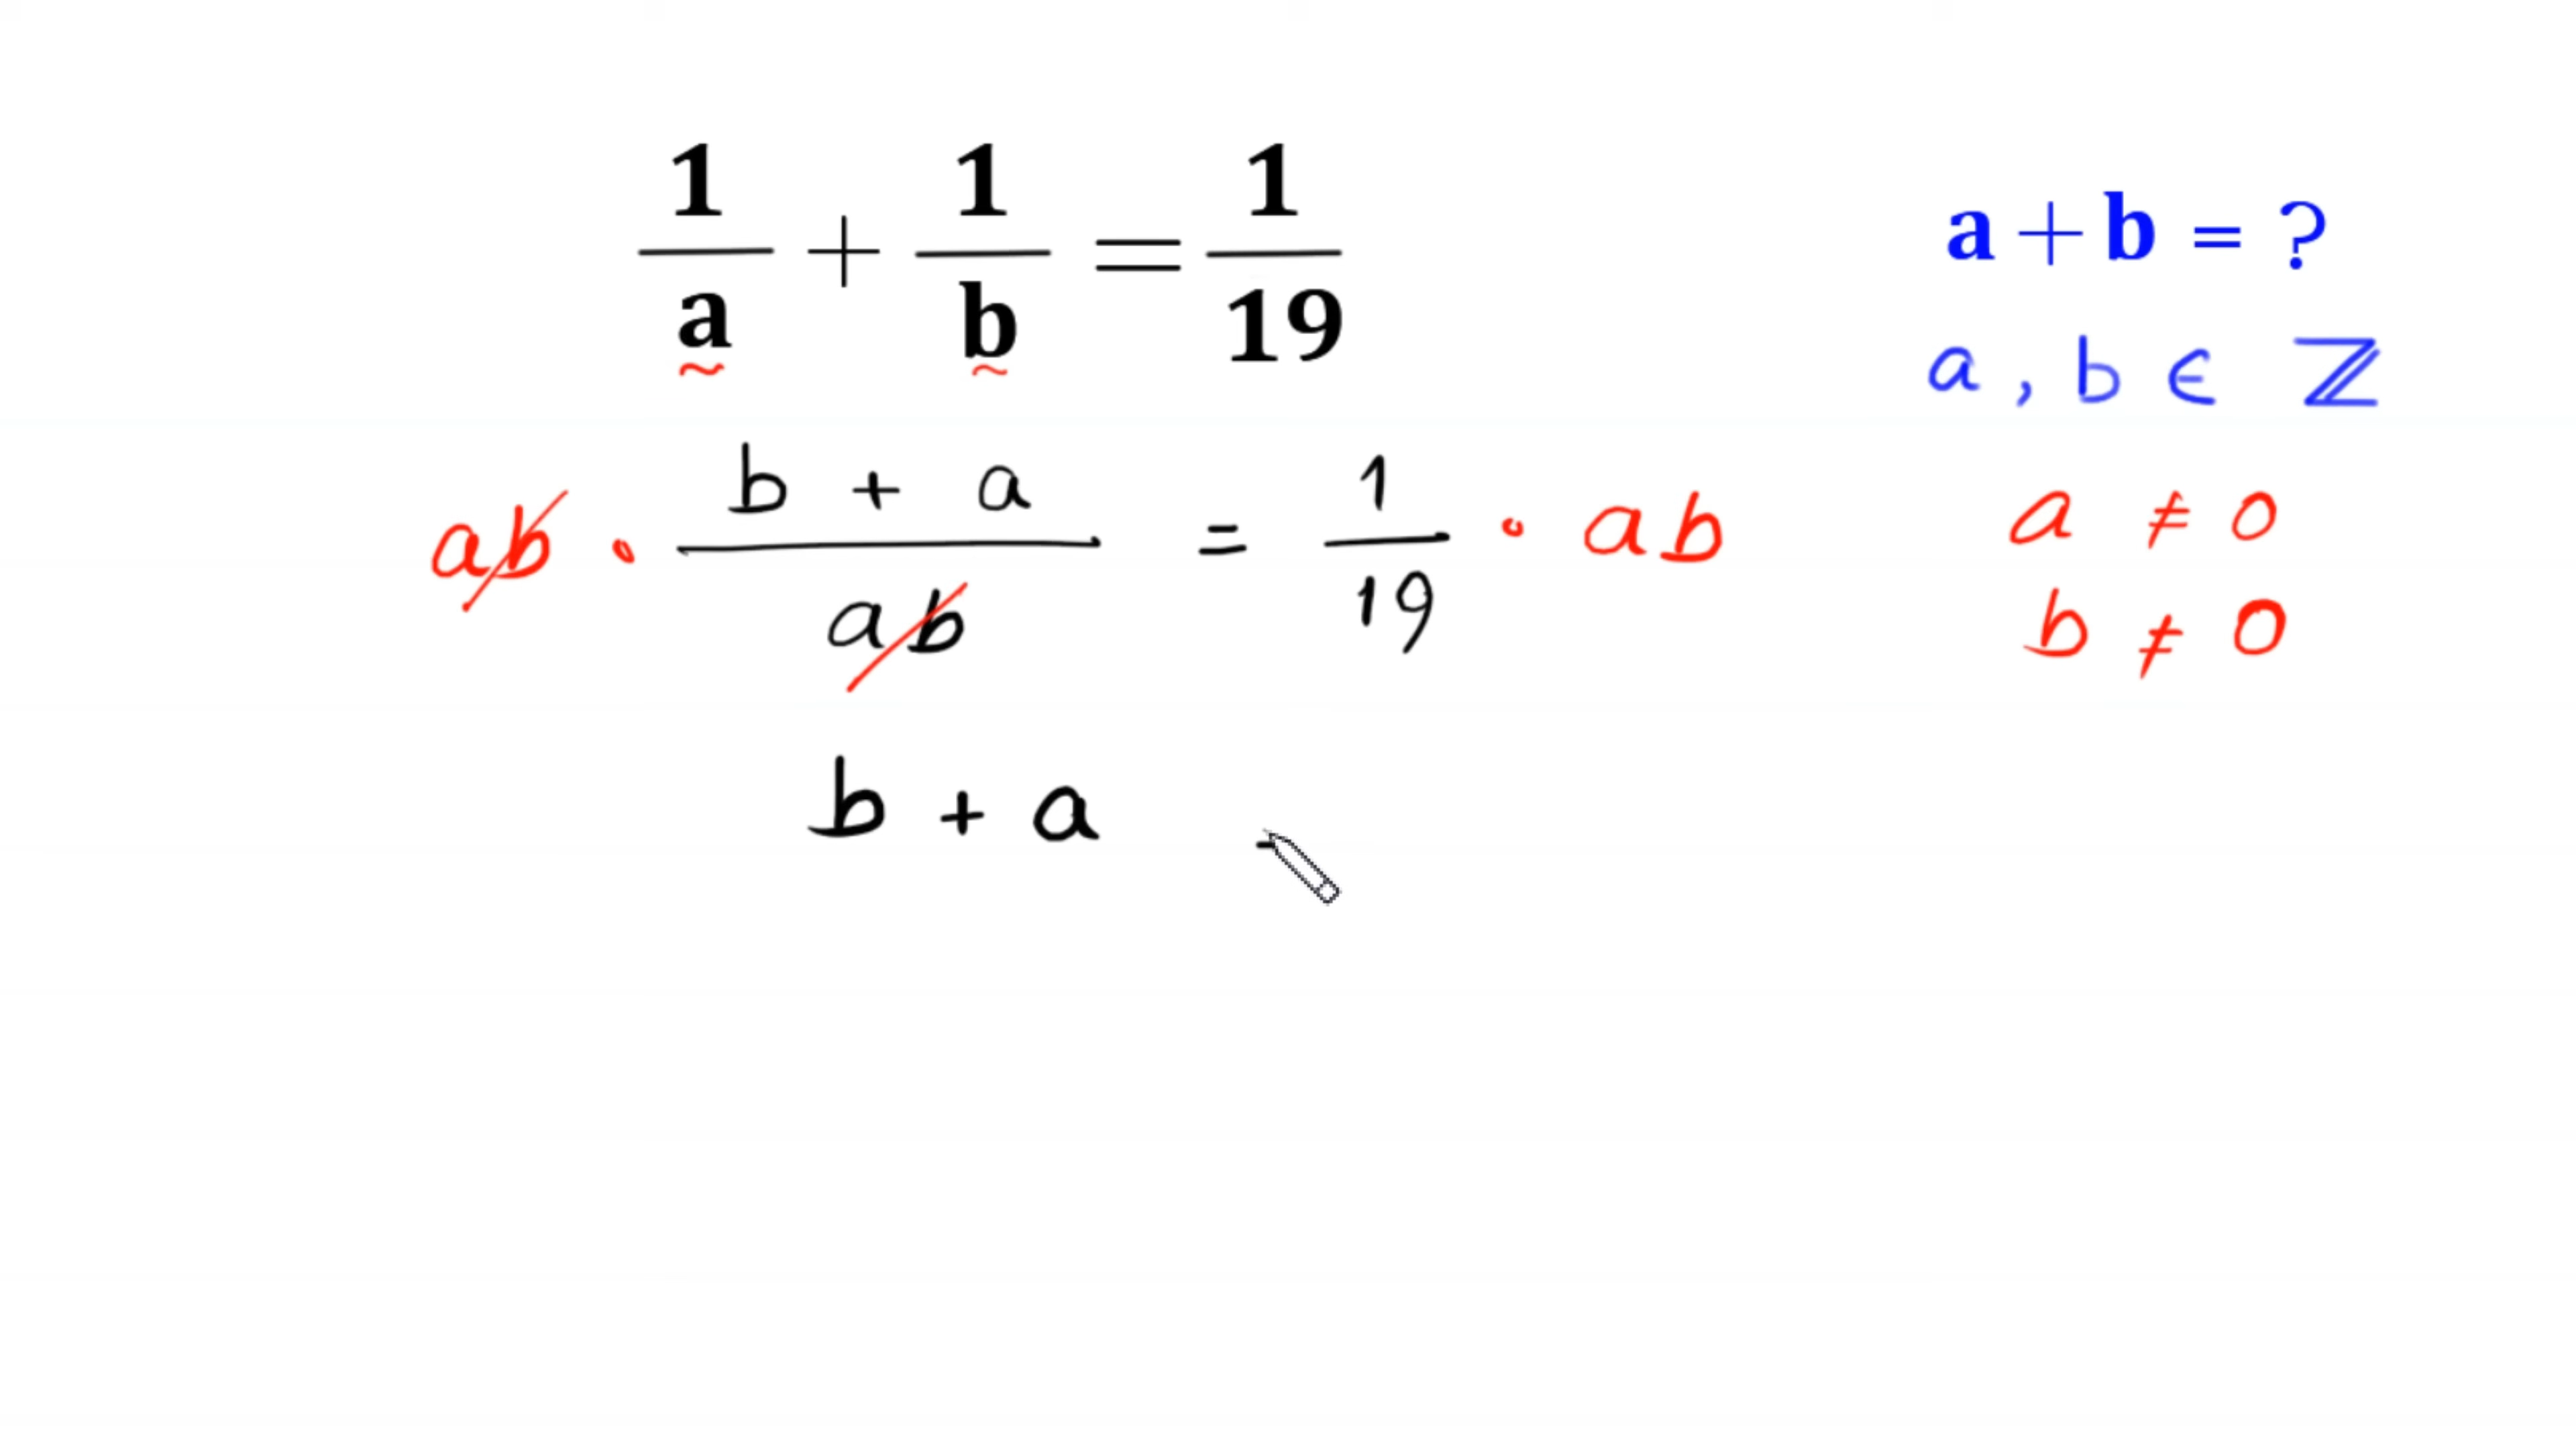 1/a + 1/b = 1/19
a + b = ?
a, b ∈ ℤ
ab · (b + a)/(ab) = 1/19 · ab
a ≠ 0
b ≠ 0
b + a -